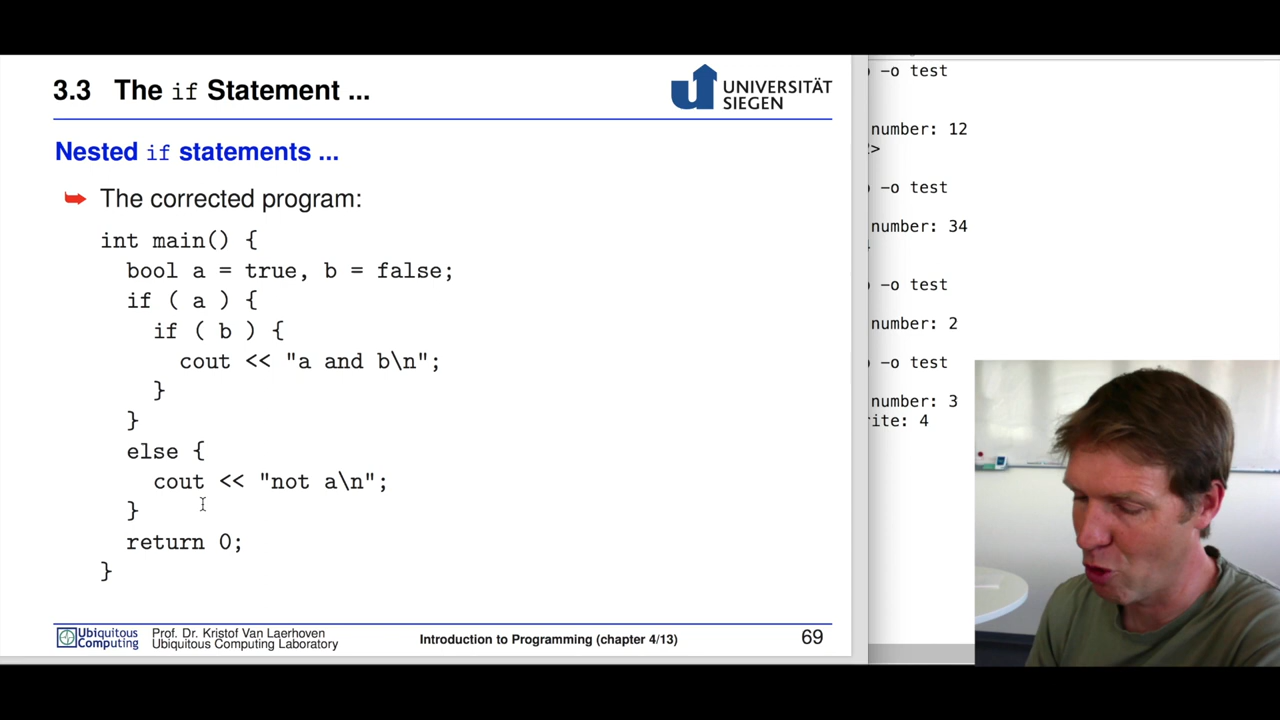 3.3 The if Statement ...
UNIVERSITÄT
SIEGEN
Nested if statements ...
The corrected program:
int main() {
bool a = true, b = false;
if ( a ) {
if ( b ) {
cout << "a and b\n";
}
}
else {
cout << "not a\n";
}
return 0;
}
Ubiquitous
Computing
Prof. Dr. Kristof Van Laerhoven
Ubiquitous Computing Laboratory
Introduction to Programming (chapter 4/13)
69
-o test
number: 12
>
-o test
number: 34
-o test
number: 2
-o test
number: 3
rite: 4